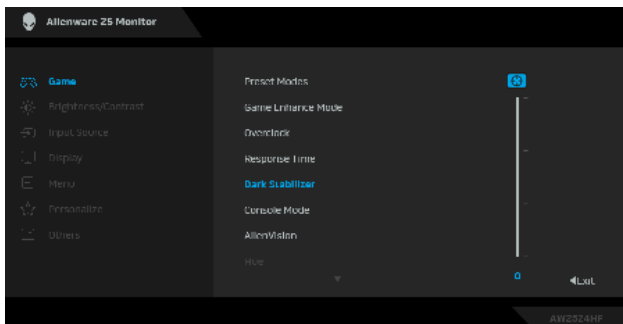 Alienware 25 Monitor
Game
Brightness/Contrast
Input Source
Display
Menu
Personalize
Others
Preset Modes
Game Enhance Mode
Overclock
Response Time
Dark Stabilizer
Console Mode
AlienVision
Hue
0
Exit
AW2524HF